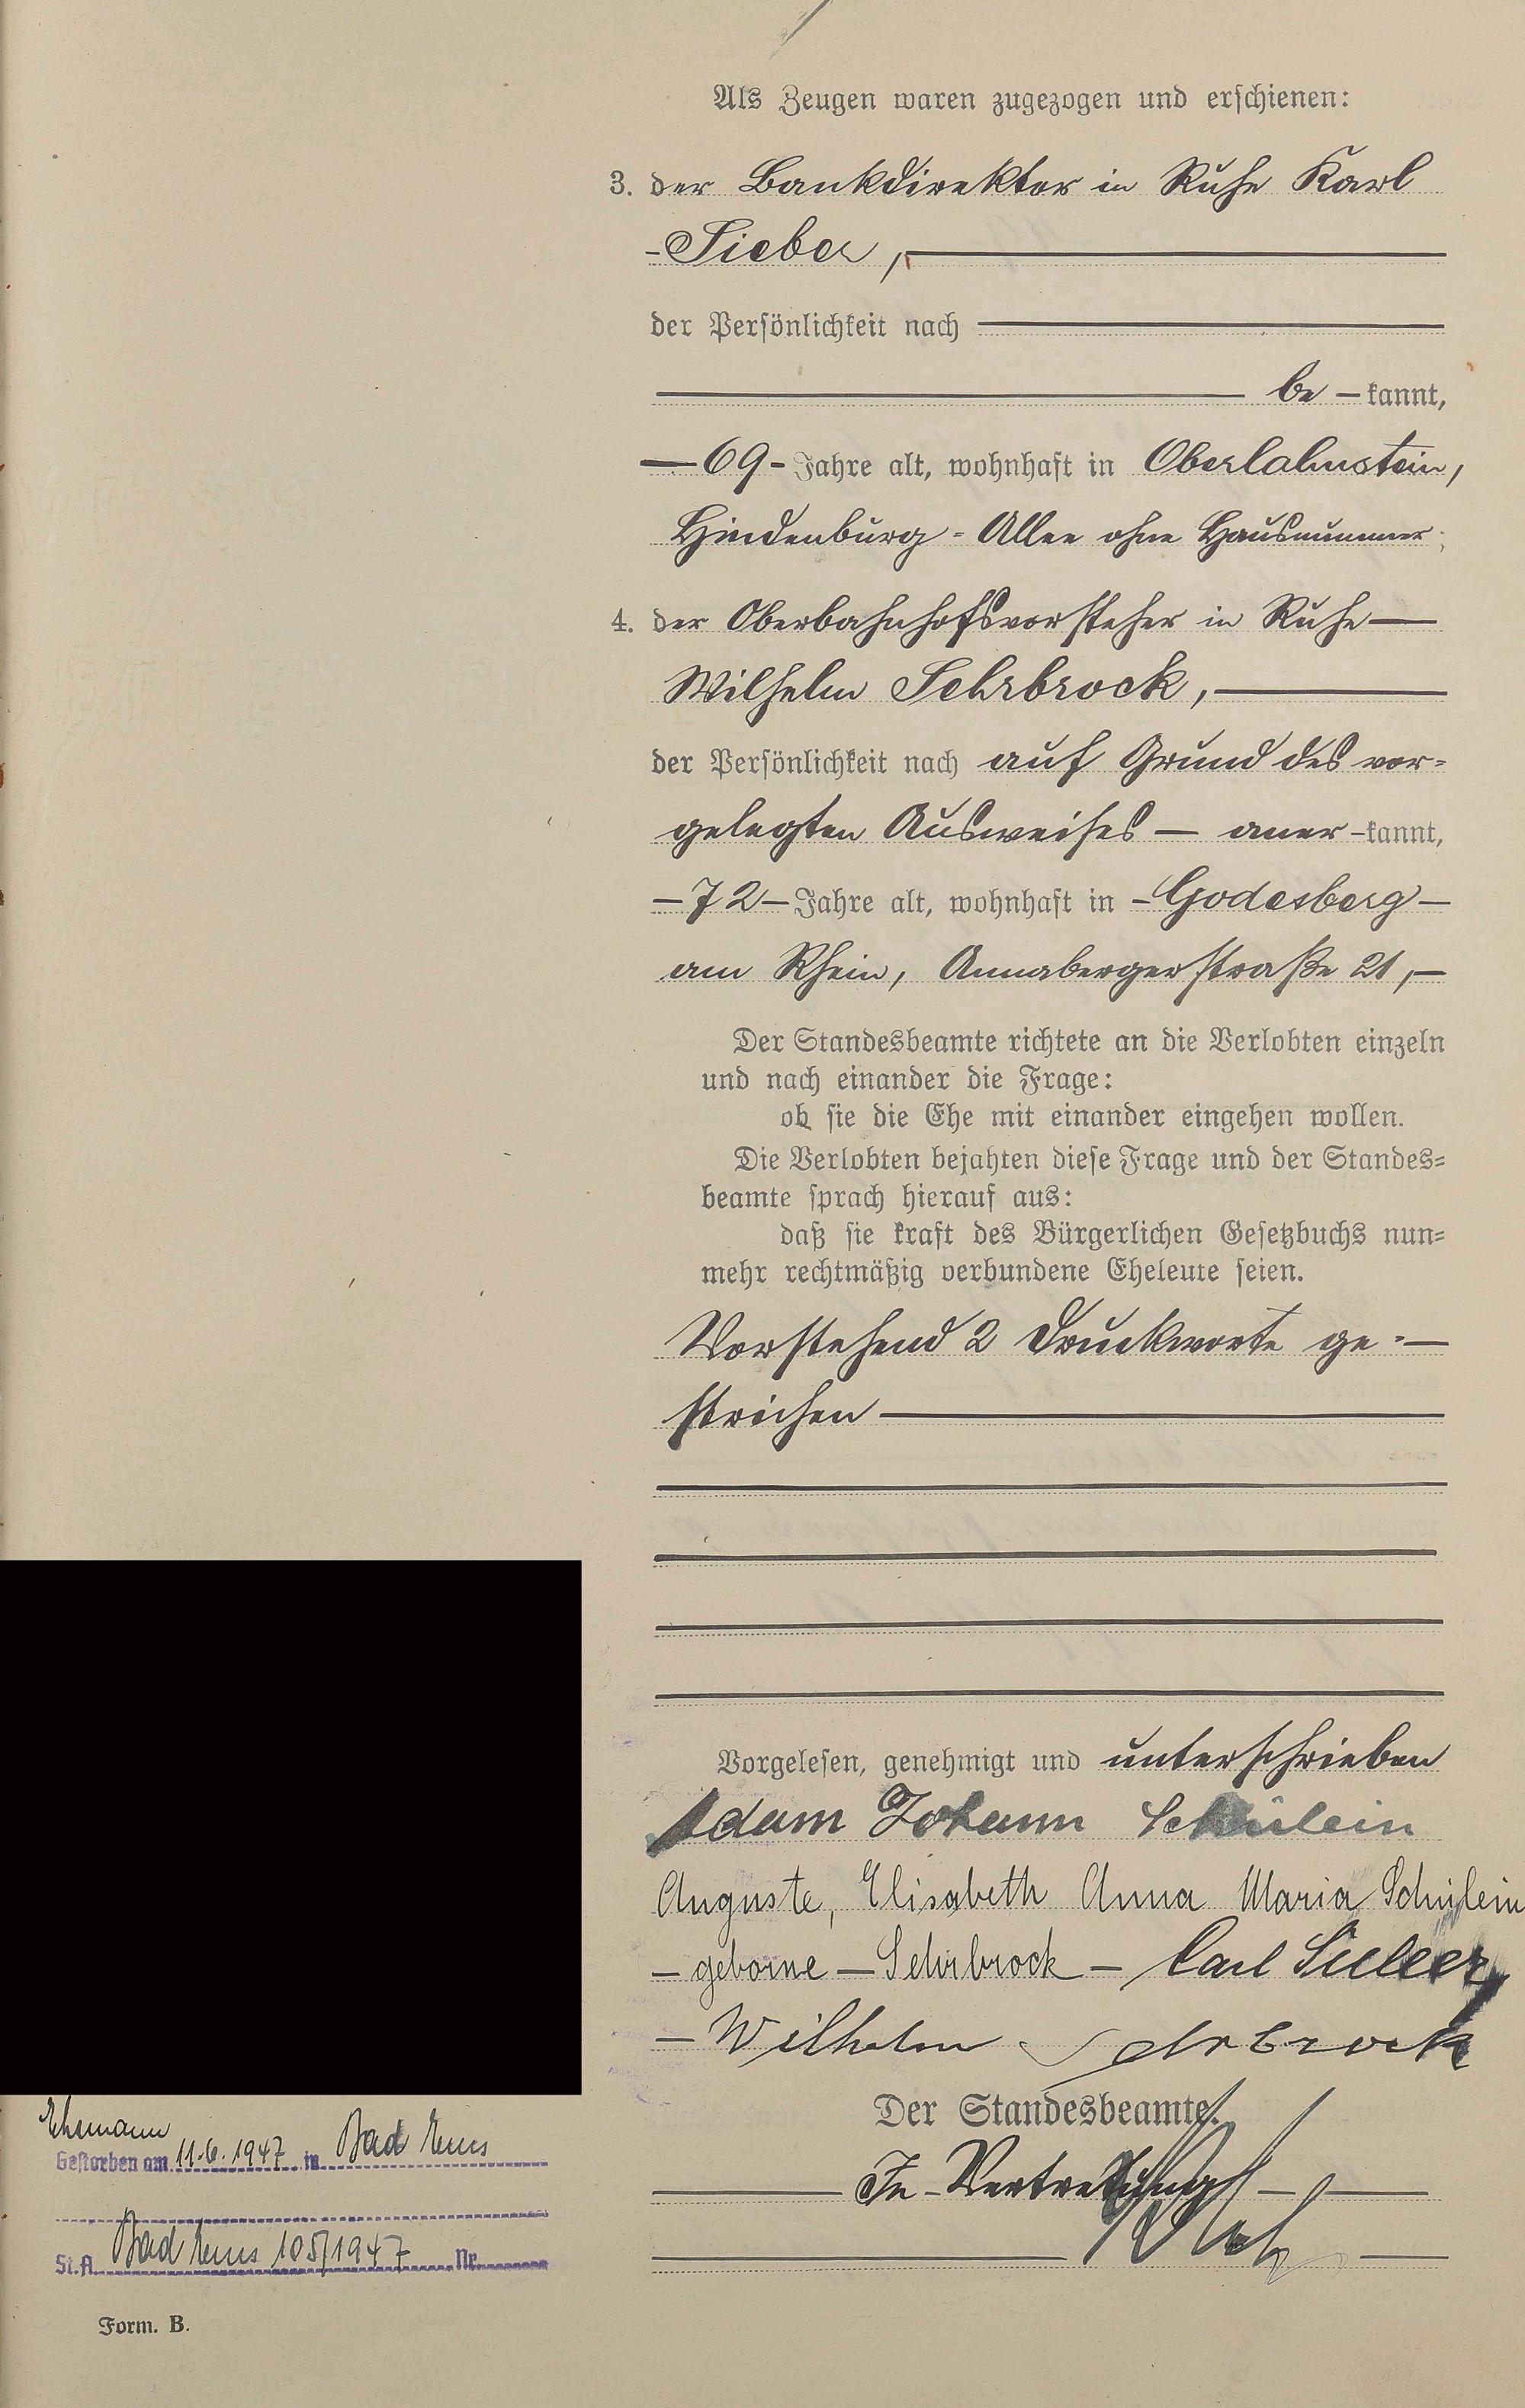 Als Zeugen waren zugezogen und erschienen:
3. der Bankdirektor in Ruhe Karl
- Sieber,
der Persönlichkeit nach
be - kannt,
- 69 - Jahre alt, wohnhaft in Oberlahnstein,
Hindenburg - Allee ohne Hausnummer;
4. der Oberbahnhofsvorsteher in Ruhe —
Wilhelm Sehrbrock, —
der Persönlichkeit nach auf Grund des vor-
gelegten Ausweises — aner - kannt,
- 72 - Jahre alt, wohnhaft in - Godesberg -
am Rhein, Annabergerstraße 21, —
Der Standesbeamte richtete an die Verlobten einzeln
und nach einander die Frage:
ob sie die Ehe mit einander eingehen wollen.
Die Verlobten bejahten diese Frage und der Standes-
beamte sprach hierauf aus:
daß sie kraft des Bürgerlichen Gesetzbuchs nun-
mehr rechtmäßig verbundene Eheleute seien.
Vorstehend 2 Druckworte ge- —
strichen —
Vorgelesen, genehmigt und unterschrieben
Adam Johann Schülein
Auguste, Elisabeth Anna Maria Schülein
- geborne - Sehrbrock - Carl Sieber
- Wilhelm Sehrbrock
Der Standesbeamte.
In Vertretung
Ehemann
Gestorben am 11.6.1947 in Bad Ems
St.A. Bad Ems 105/1947 Nr.
Form. B.